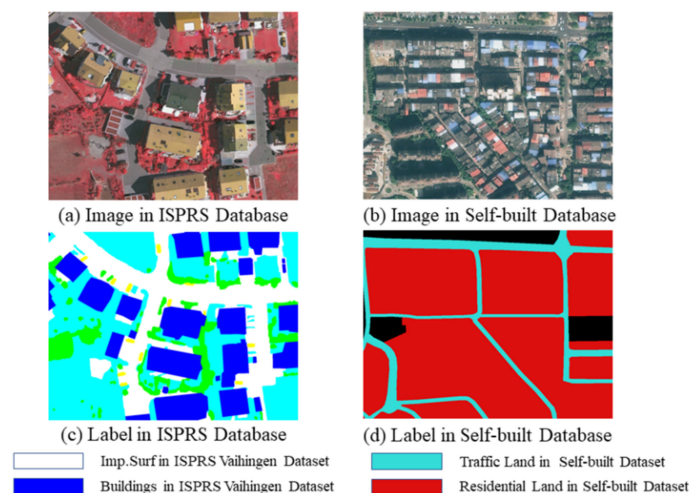 (a) Image in ISPRS Database
(b) Image in Self-built Database
(c) Label in ISPRS Database
(d) Label in Self-built Database
Imp.Surf in ISPRS Vaihingen Dataset
Traffic Land in Self-built Dataset
Buildings in ISPRS Vaihingen Dataset
Residential Land in Self-built Dataset